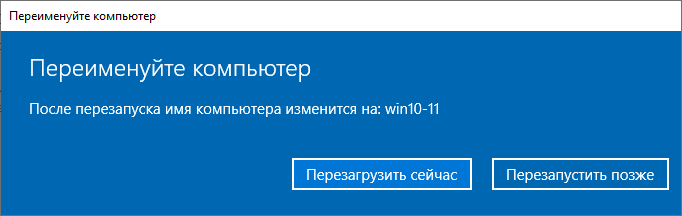 Переименуйте компьютер
Переименуйте компьютер
После перезапуска имя компьютера изменится на: win10-11
Перезагрузить сейчас
Перезапустить позже